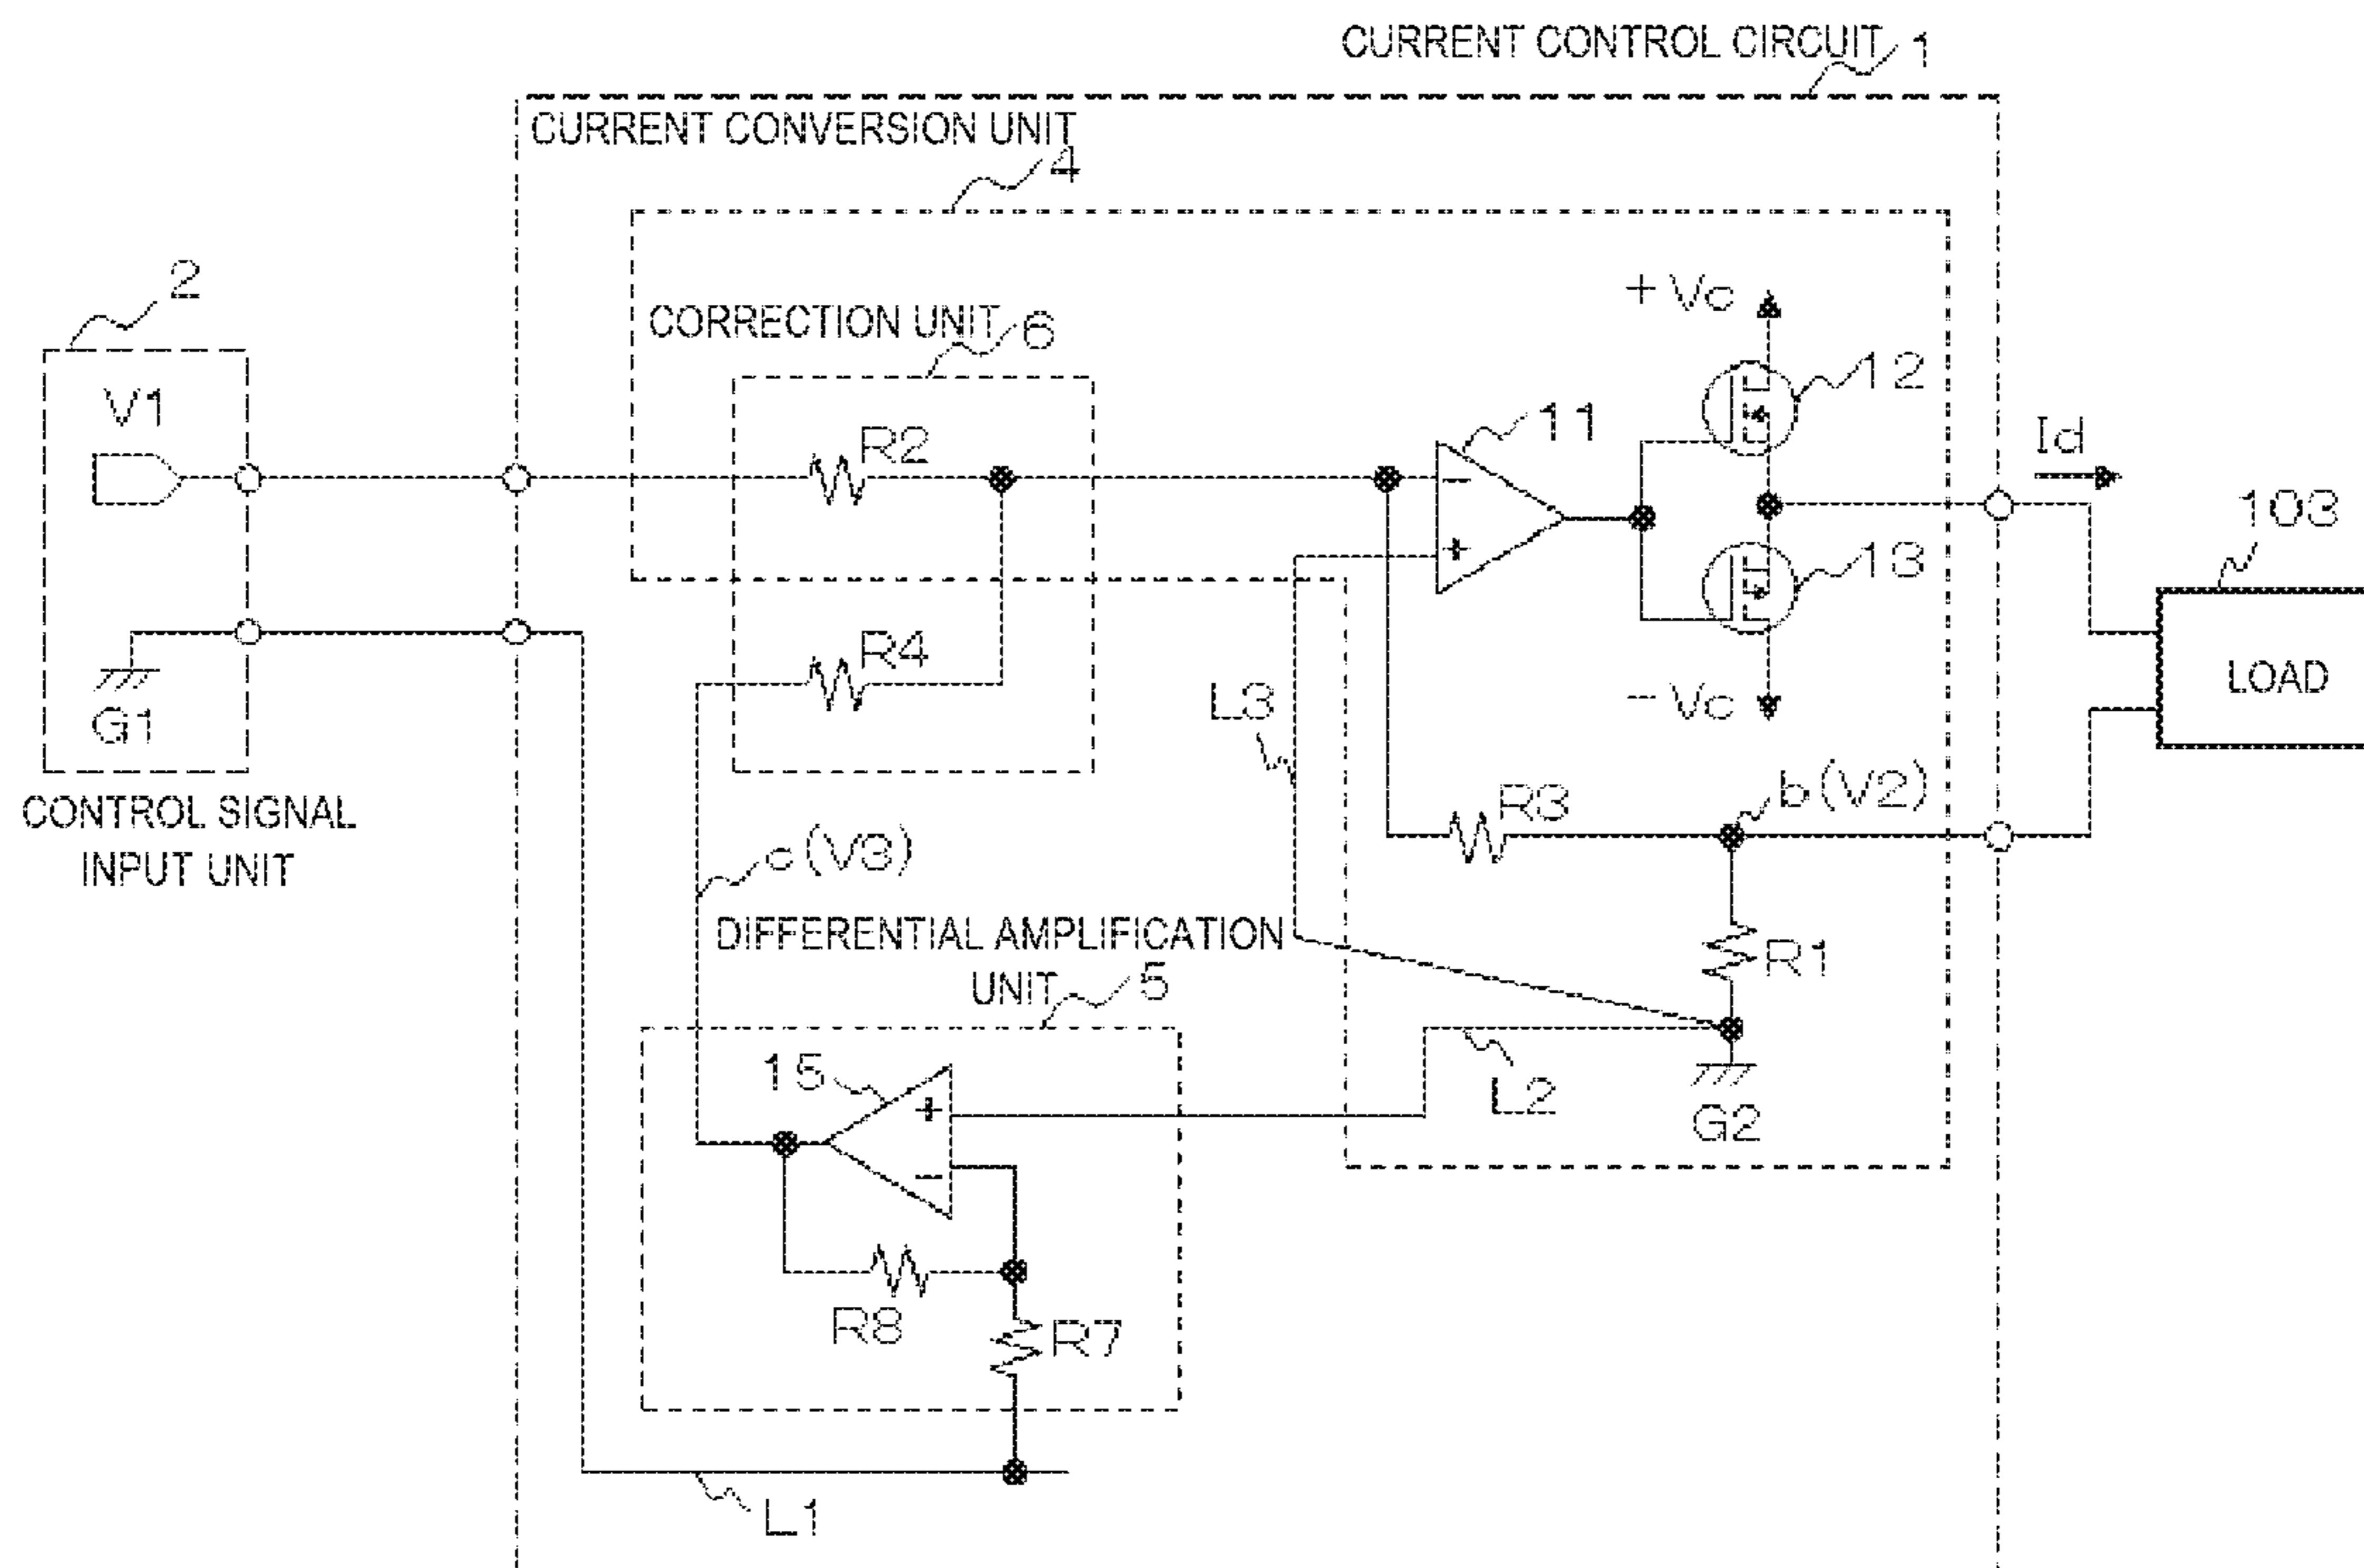 CURRENT CONTROL CIRCUIT 1
CURRENT CONVERSION UNIT
4
2
CORRECTION UNIT 6
+Vc
12
V1
R2
11
Id
103
13
R4
G1
L3
-Vc
LOAD
CONTROL SIGNAL
INPUT UNIT
R3
b(V2)
c(V3)
DIFFERENTIAL AMPLIFICATION
UNIT 5
R1
15
L2
G2
+
-
+
-
R8
R7
L1